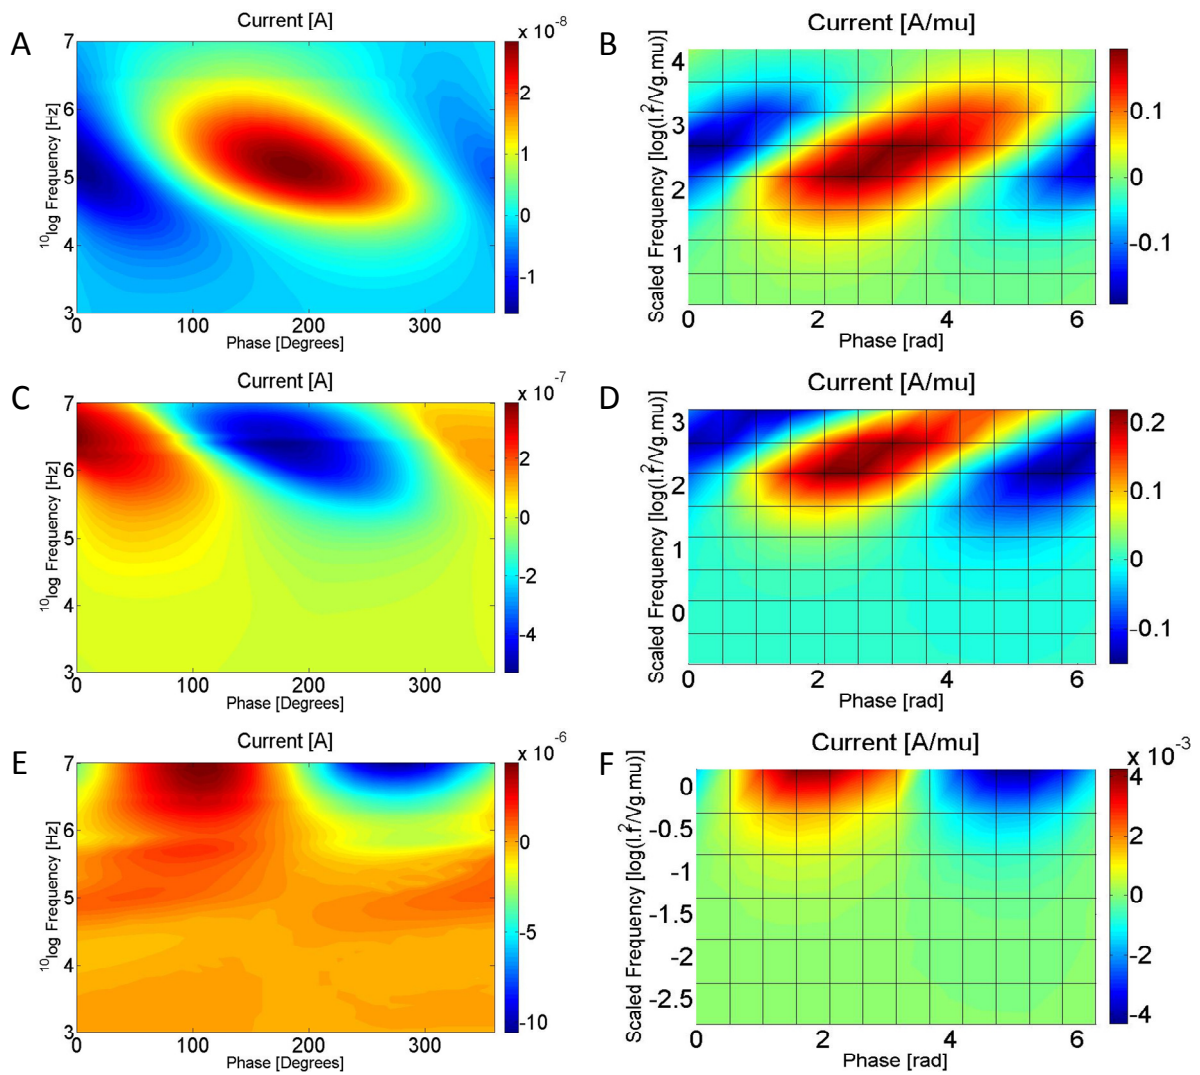 A
Current [A]
x 10-8
7
6
5
4
3
10log Frequency [Hz]
0
100
200
300
Phase [Degrees]
2
1
0
-1
B
Current [A/mu]
4
3
2
1
Scaled Frequency [log(l.f2/Vg.mu)]
0
2
4
6
Phase [rad]
0.1
0
-0.1
C
Current [A]
x 10-7
7
6
5
4
3
10log Frequency [Hz]
0
100
200
300
Phase [Degrees]
2
0
-2
-4
D
Current [A/mu]
3
2
1
0
Scaled Frequency [log(l.f2/Vg.mu)]
2
4
6
Phase [rad]
0.2
0.1
0
-0.1
E
Current [A]
x 10-6
7
6
5
4
3
10log Frequency [Hz]
0
100
200
300
Phase [Degrees]
0
-5
-10
F
Current [A/mu]
x 10-3
0
-0.5
-1
-1.5
-2
-2.5
Scaled Frequency [log(l.f2/Vg.mu)]
0
2
4
6
Phase [rad]
4
2
0
-2
-4